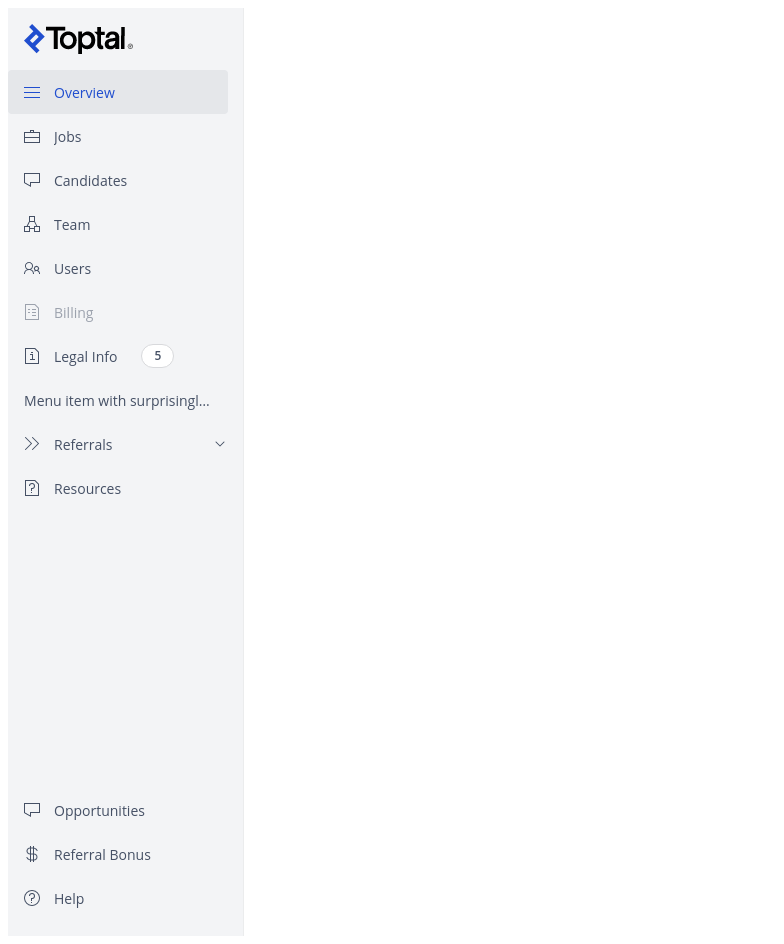 Toptal®
Overview
Jobs
Candidates
Team
Users
Billing
Legal Info 5
Menu item with surprisingl...
Referrals
Resources
Opportunities
Referral Bonus
Help